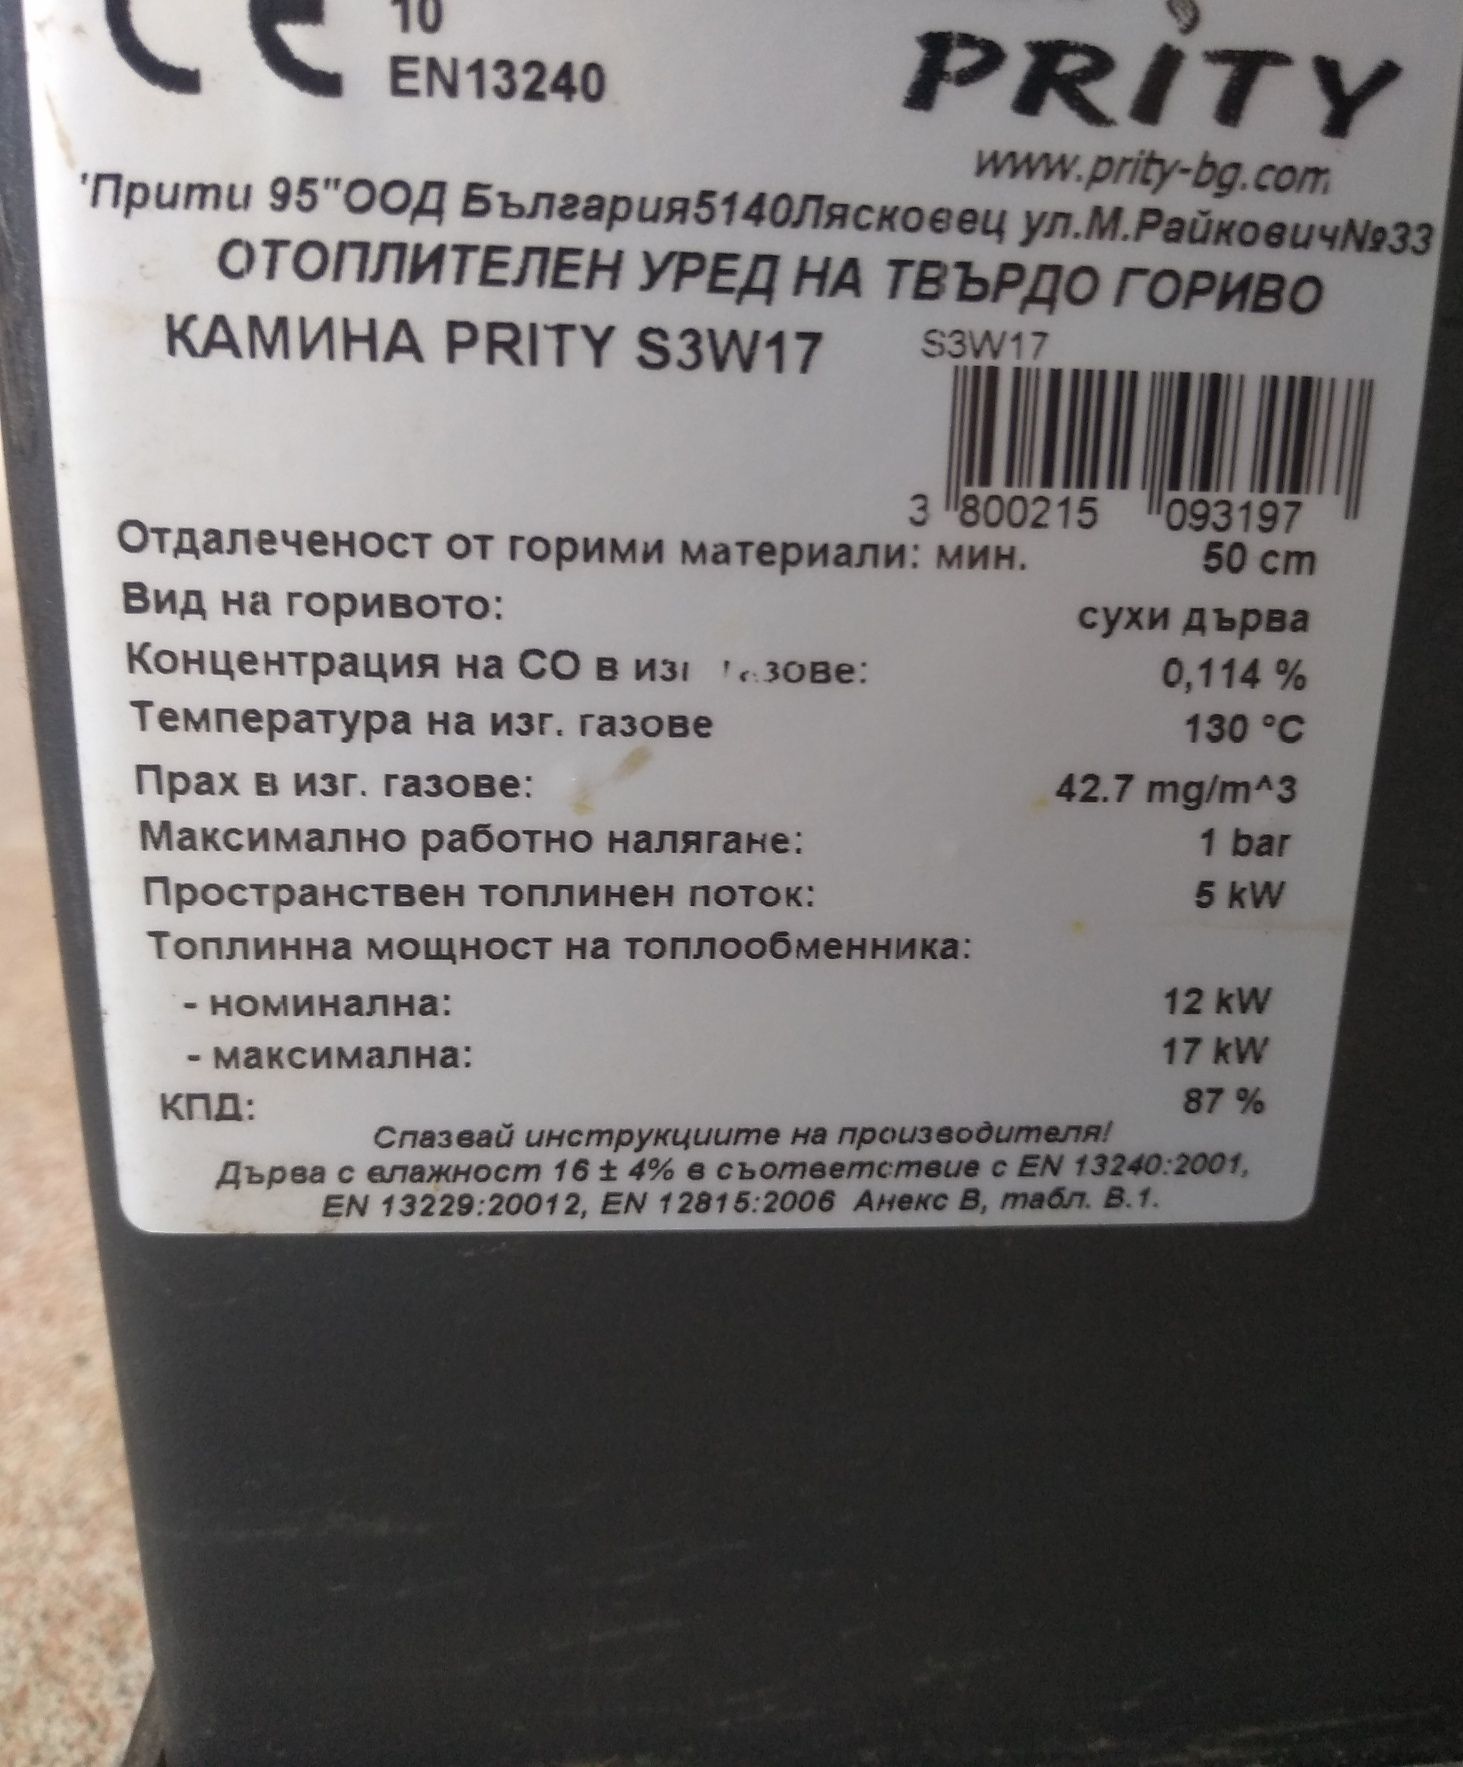 CE 10
EN13240
PRITY
www.prity-bg.com
"Прити 95"ООД България5140Лясковец ул.М.Райкович№33
ОТОПЛИТЕЛЕН УРЕД НА ТВЪРДО ГОРИВО
КАМИНА PRITY S3W17 S3W17
3 800215 093197
Отдалеченост от горими материали: мин. 50 cm
Вид на горивото: сухи дърва
Концентрация на CO в изг. газове: 0,114 %
Температура на изг. газове 130 °C
Прах в изг. газове: 42.7 mg/m^3
Максимално работно налягане: 1 bar
Пространствен топлинен поток: 5 kW
Топлинна мощност на топлообменника:
- номинална: 12 kW
- максимална: 17 kW
КПД: 87 %
Спазвай инструкциите на производителя!
Дърва с влажност 16 ± 4% в съответствие с EN 13240:2001,
EN 13229:20012, EN 12815:2006 Анекс B, табл. B.1.